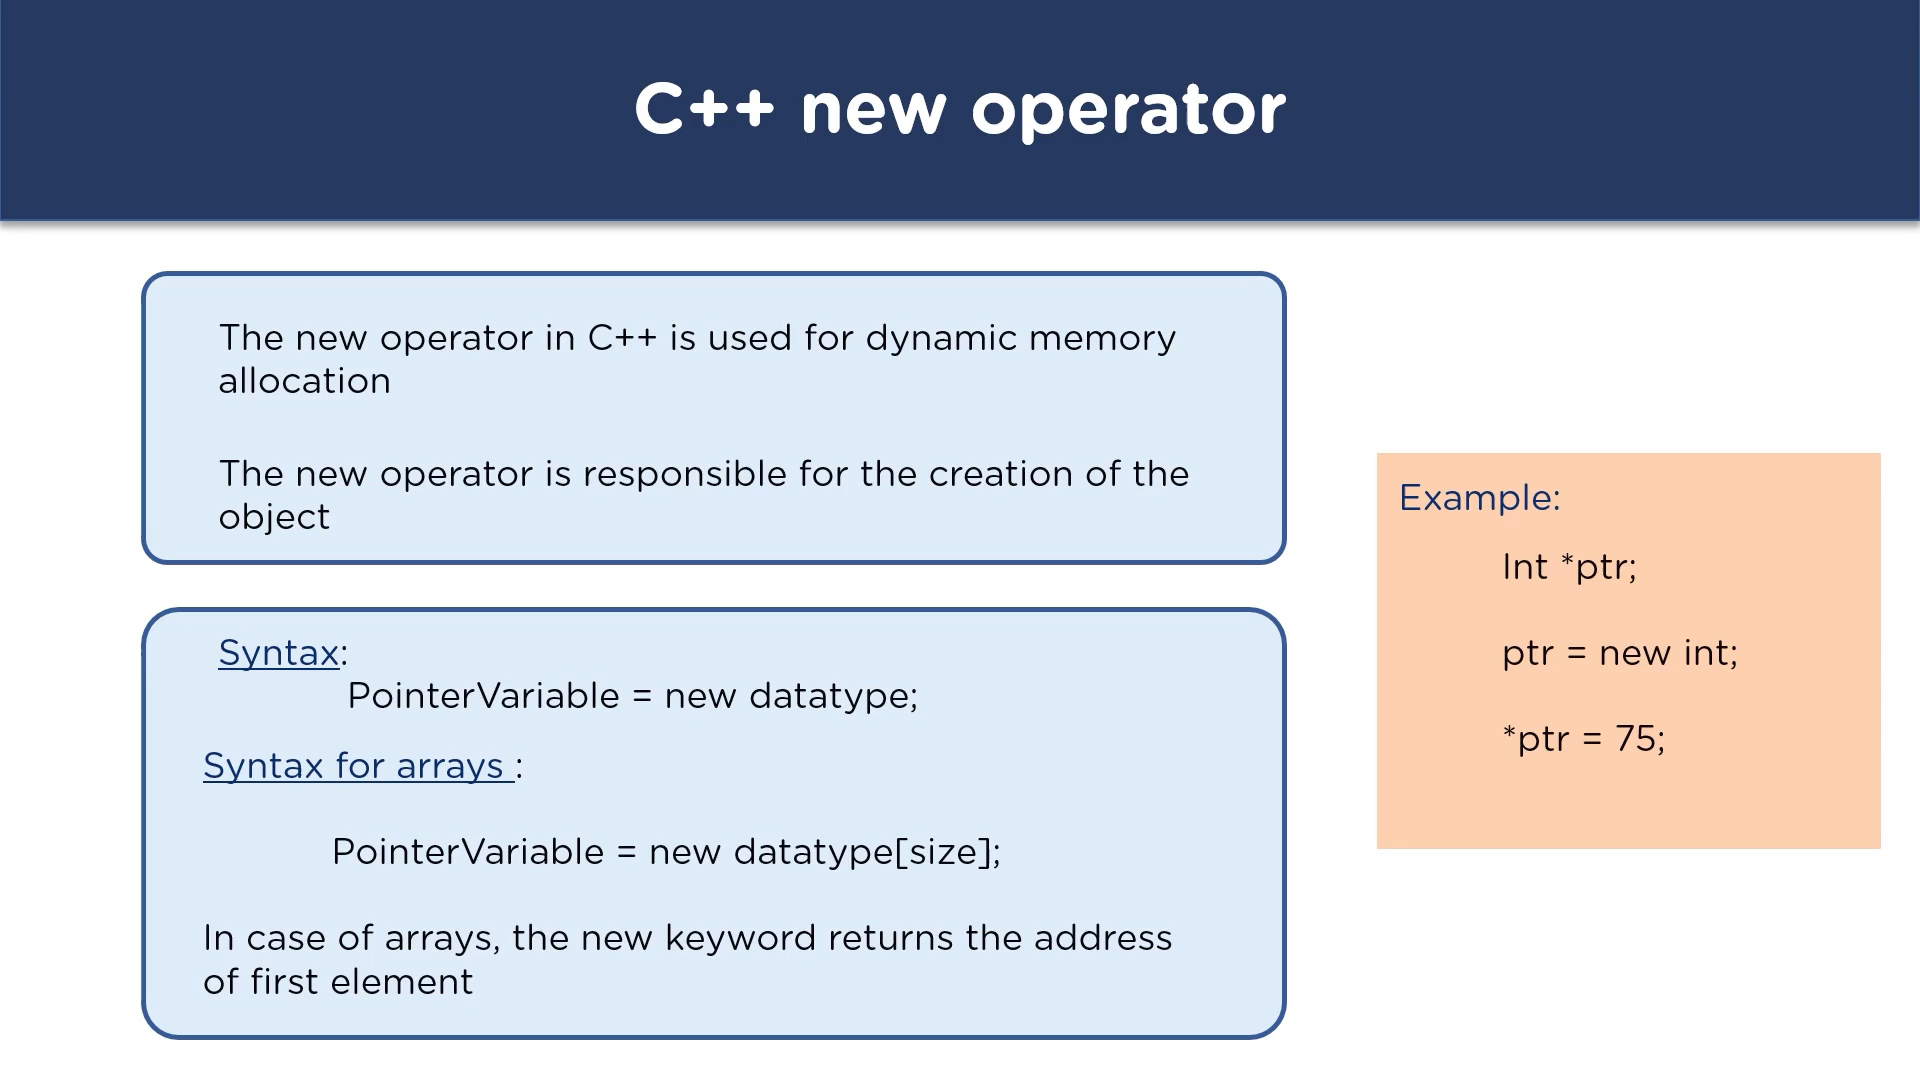 C++ new operator
The new operator in C++ is used for dynamic memory
allocation
The new operator is responsible for the creation of the
object
Syntax:
PointerVariable = new datatype;
Syntax for arrays :
PointerVariable = new datatype[size];
In case of arrays, the new keyword returns the address
of first element
Example:
Int *ptr;
ptr = new int;
*ptr = 75;